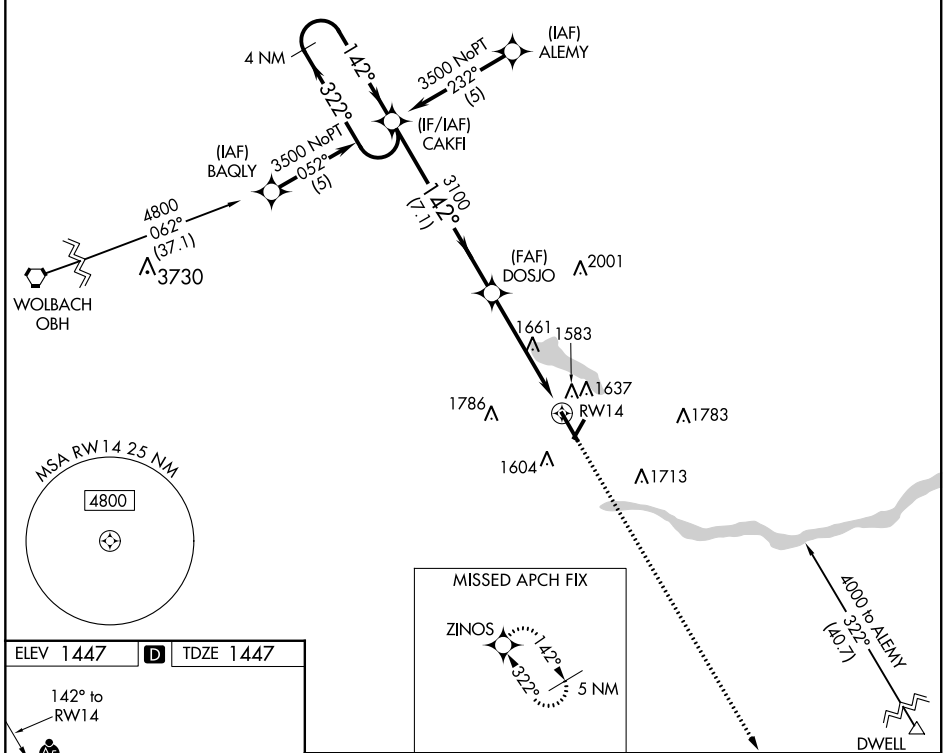 4 NM
142°
322°
3500 NoPT
232°
(5)
(IAF)
ALEMY
(IF/IAF)
CAKFI
(IAF)
BAQLY
3500 NoPT
052°
(5)
4800
062°
(37.1)
3730
WOLBACH
OBH
3100
142°
(7.1)
(FAF)
DOSJO
2001
1661
1583
1637
1786
RW14
1783
1604
1713
MSA RW14 25 NM
4800
MISSED APCH FIX
ZINOS
142°
322°
5 NM
4000 to ALEMY
322°
(40.7)
DWELL
ELEV 1447 D TDZE 1447
142° to
RW14